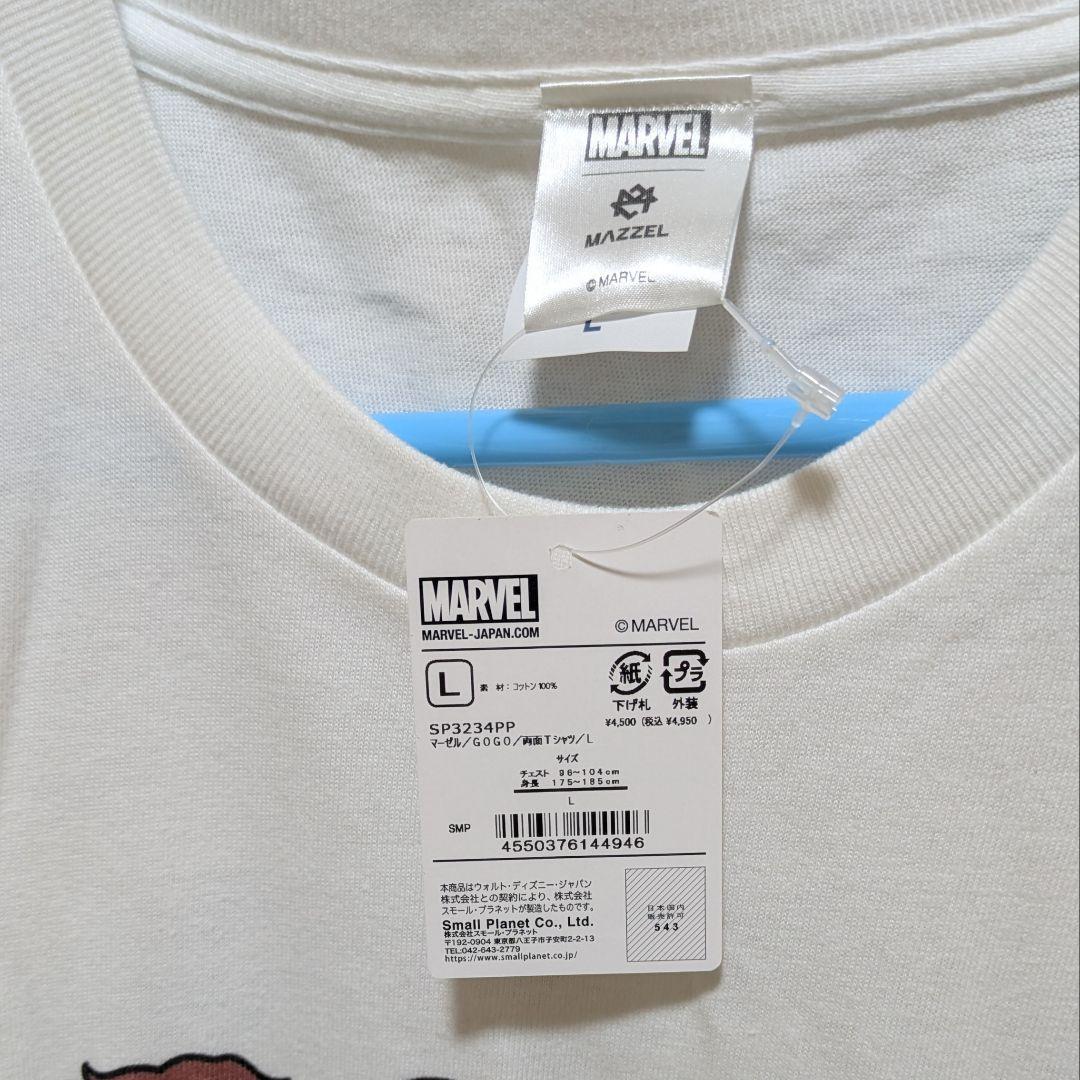 MARVEL
MAZZEL
© MARVEL
L
MARVEL
MARVEL-JAPAN.COM
© MARVEL
L
素 材：コットン100%
紙
下げ札
プラ
外装
¥4,500 (税込 ¥4,950 )
SP3234PP
マーゼル／GOGO／両面Tシャツ／L
サイズ
チェスト 96~104cm
身長 175~185cm
L
SMP
4550376144946
本商品はウォルト・ディズニー・ジャパン
株式会社との契約により、株式会社
スモール・プラネットが製造したものです。
Small Planet Co., Ltd.
株式会社スモール・プラネット
〒192-0904 東京都八王子市子安町2-2-13
TEL:042-643-2779
https://www.smallplanet.co.jp/
日本国内
販売許可
543